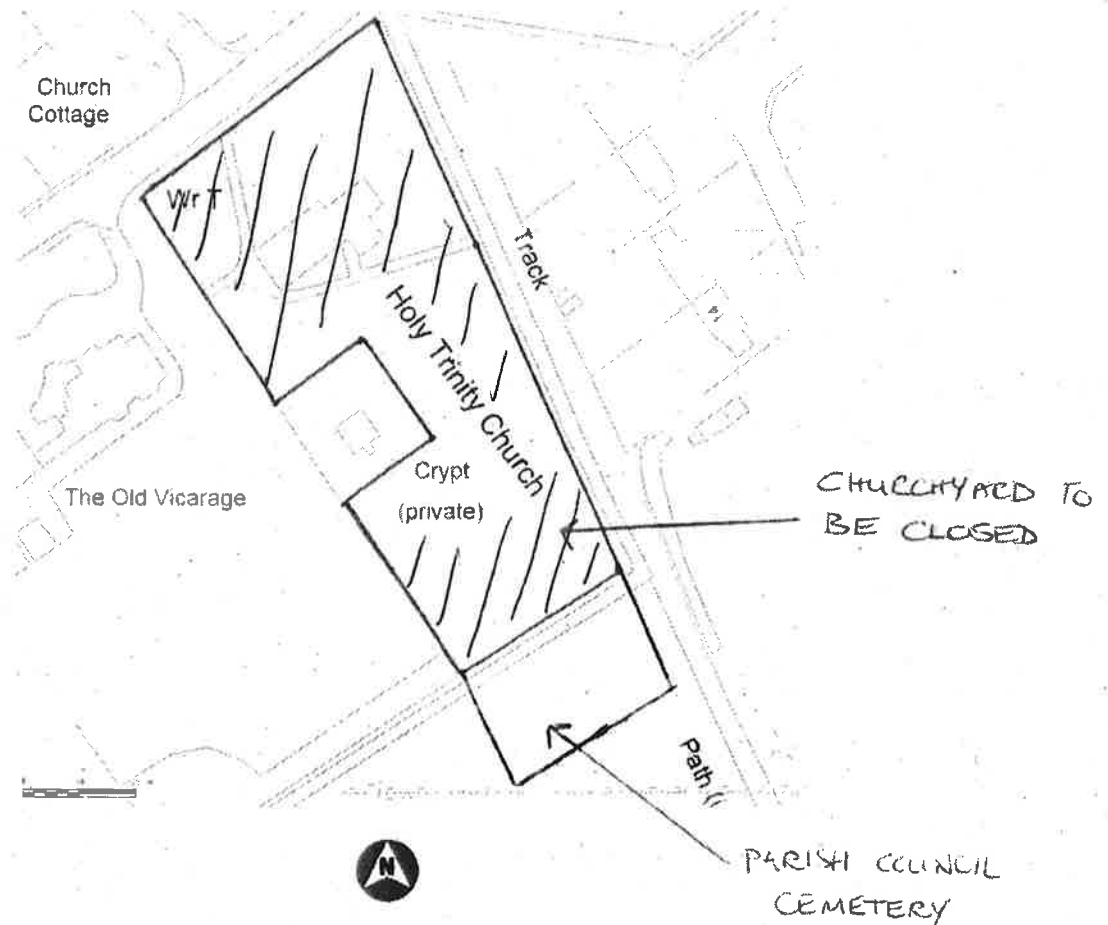 Church
Cottage
Wr T
Track
Holy Trinity Church
Crypt
(private)
The Old Vicarage
CHURCHYARD TO
BE CLOSED
Path
N
PARISH COUNCIL
CEMETERY